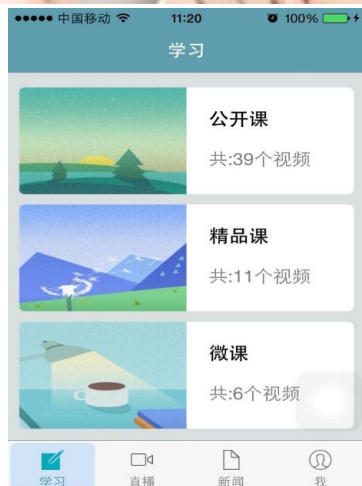 中国移动 11:20 100%
学习
公开课
共:39个视频
精品课
共:11个视频
微课
共:6个视频
学习 直播 新闻 我